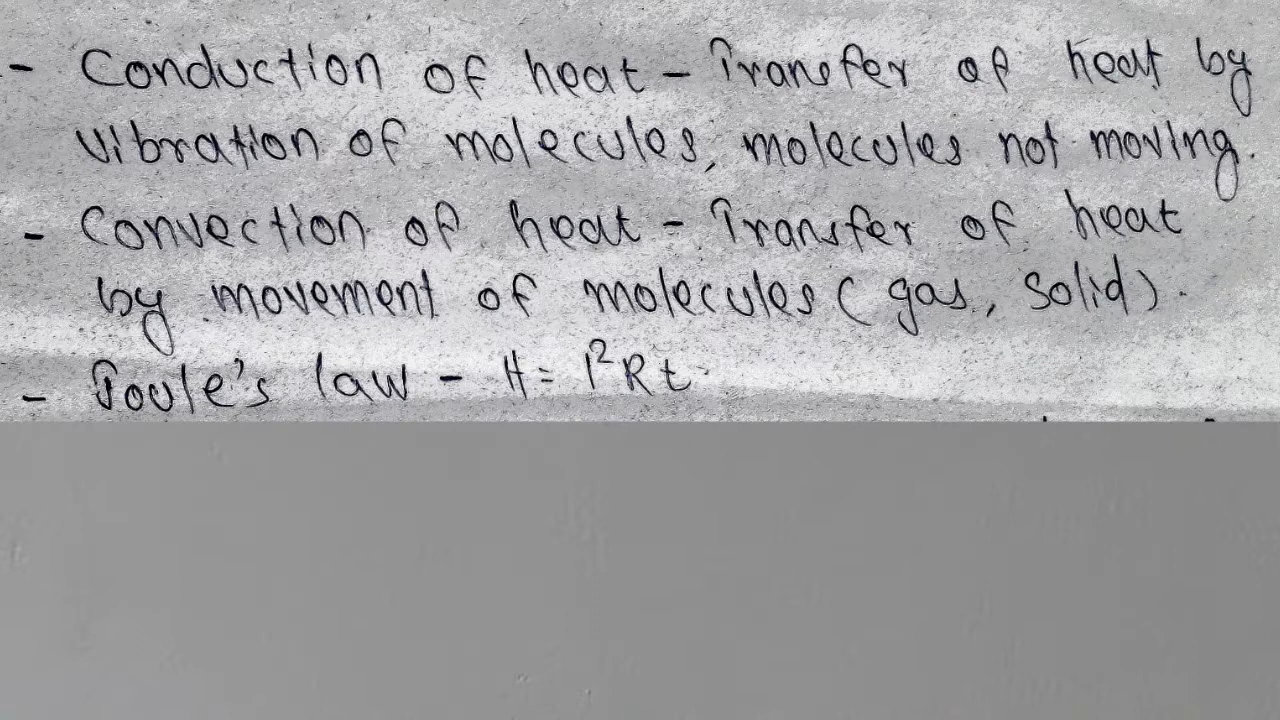 - Conduction of heat - Transfer of heat by
vibration of molecules, molecules not moving.
- Convection of heat - Transfer of heat
by movement of molecules (gas, solid).
- Joule's law - H = I²Rt